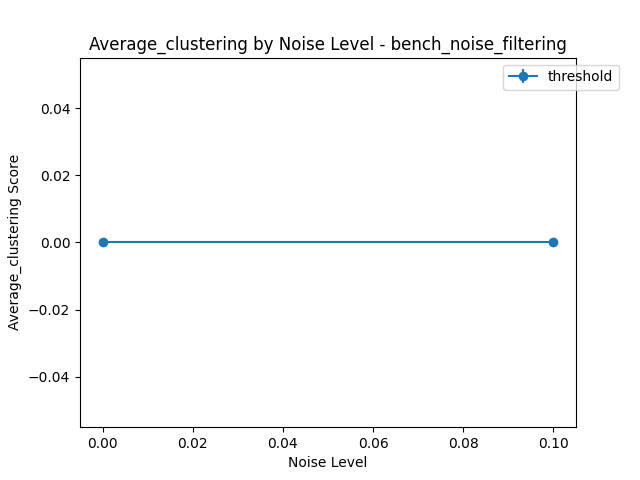 Average_clustering by Noise Level - bench_noise_filtering
threshold
0.04
0.02
0.00
−0.02
−0.04
Average_clustering Score
0.00 0.02 0.04 0.06 0.08 0.10
Noise Level